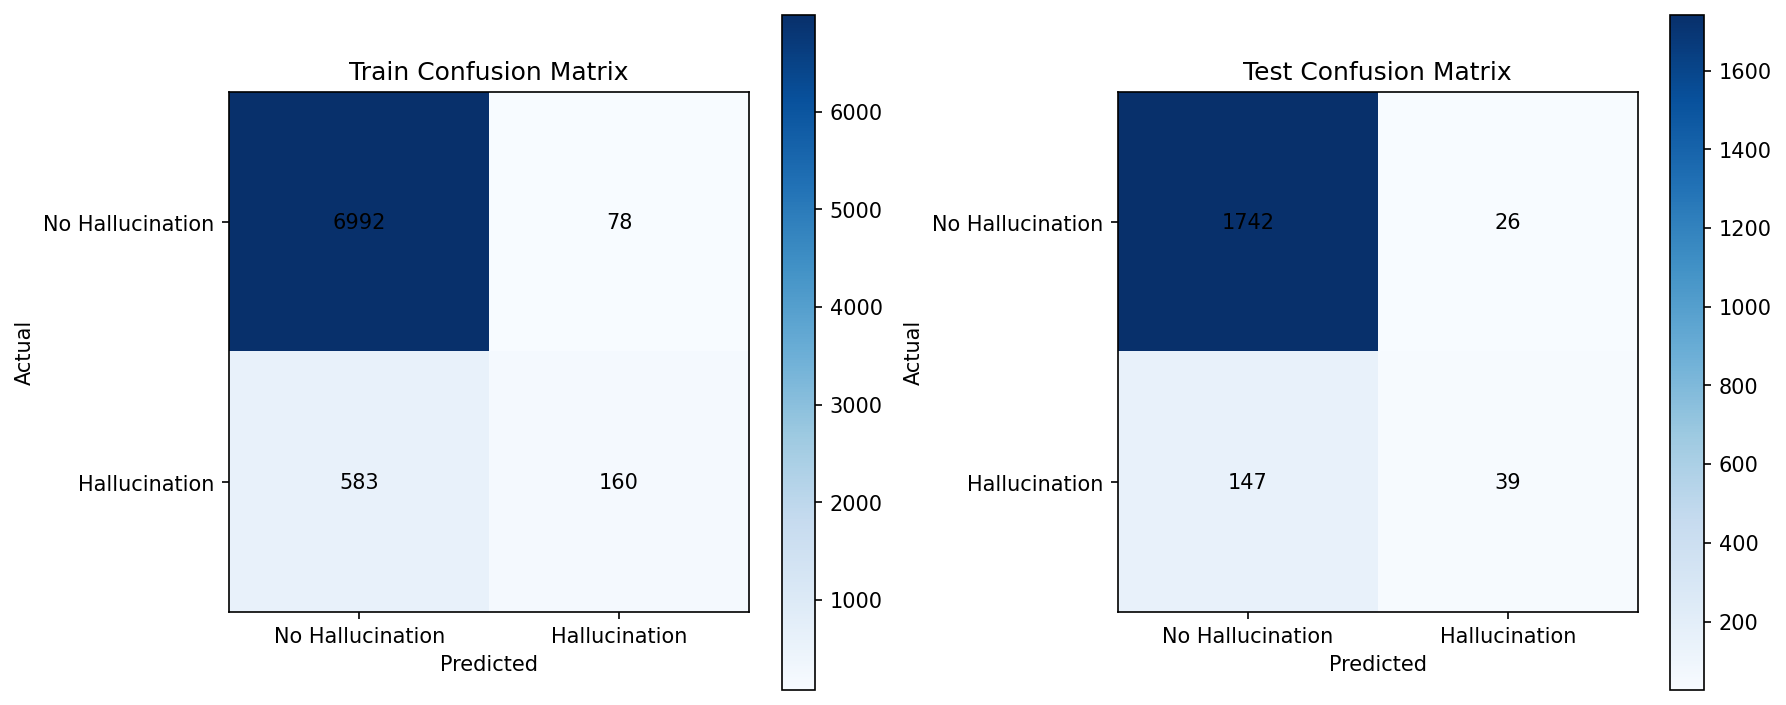 Train Confusion Matrix
No Hallucination
Hallucination
Actual
6992
78
583
160
No Hallucination
Hallucination
Predicted
6000
5000
4000
3000
2000
1000
Test Confusion Matrix
No Hallucination
Hallucination
Actual
1742
26
147
39
No Hallucination
Hallucination
Predicted
1600
1400
1200
1000
800
600
400
200